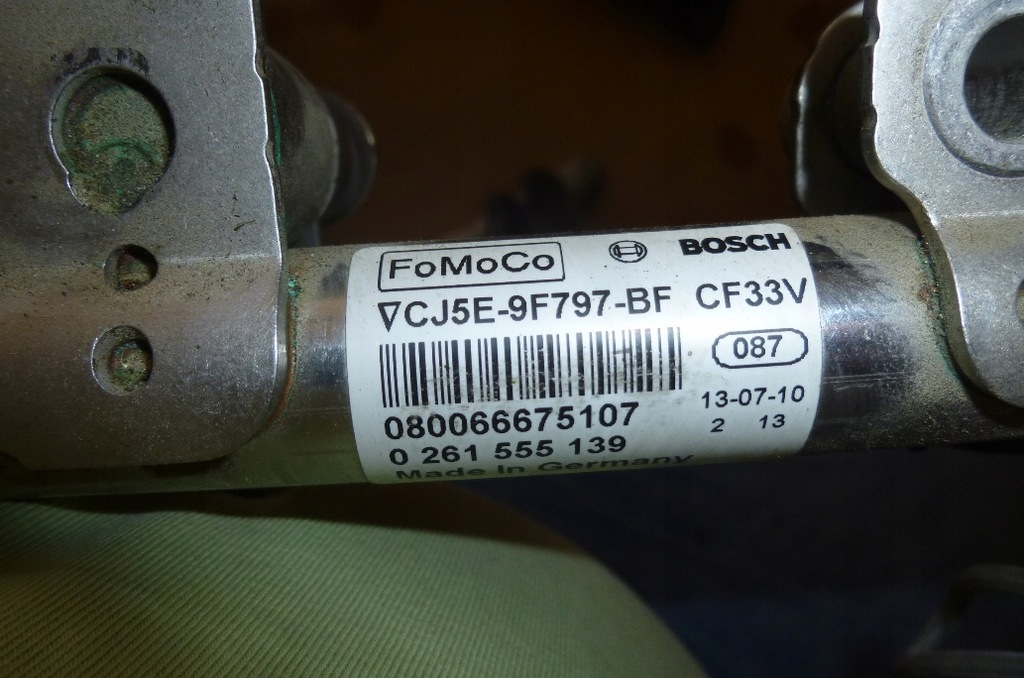 FoMoCo BOSCH
∇CJ5E-9F797-BF CF33V
087
080066675107 13-07-10
0 261 555 139 2 13
Made In Germany